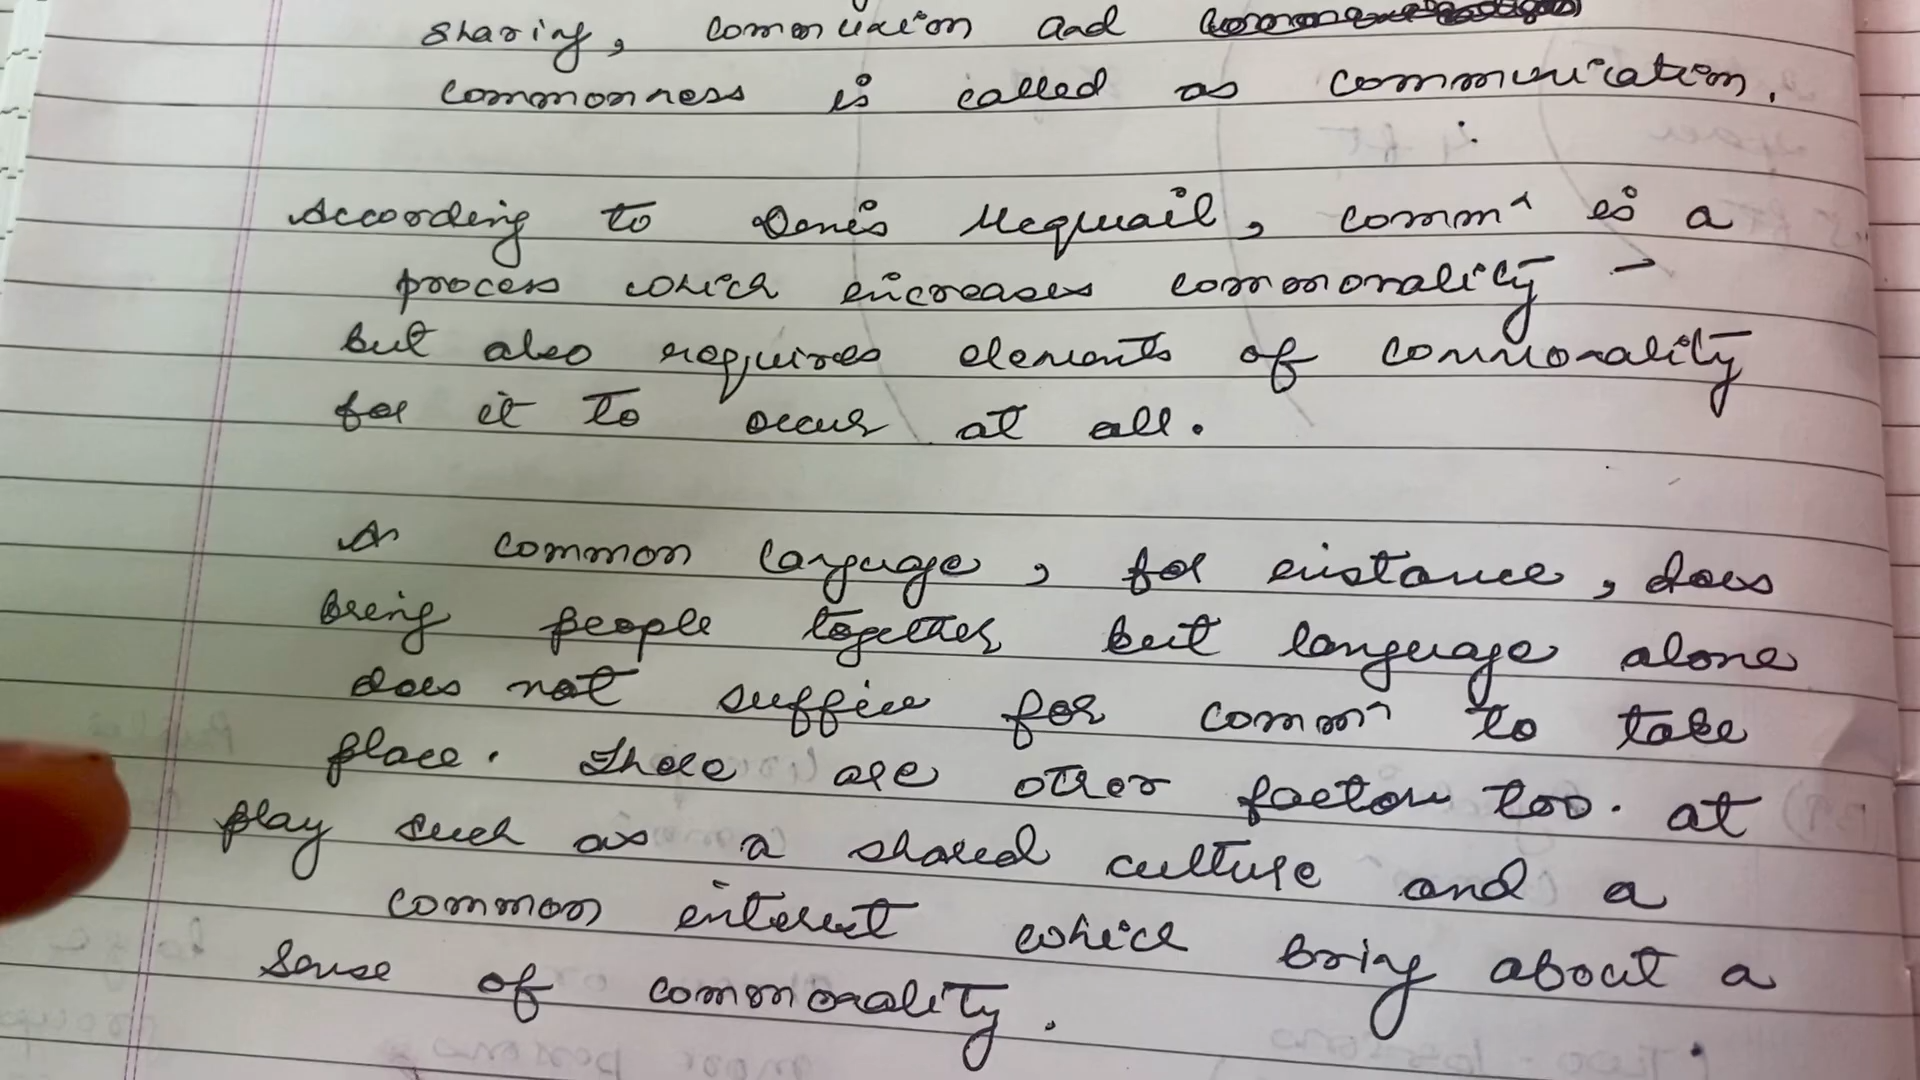 sharing, communion and
commonness is called as communication.
According to Denis Mcquail, commⁿ is a
process which increases commonality -
but also requires elements of commonality
for it to occur at all.
A common language, for instance, does
bring people together but language alone
does not suffice for commⁿ to take
place. There are other factors too. at
play such as a shared culture and a
common interest which bring about a
sense of commonality.